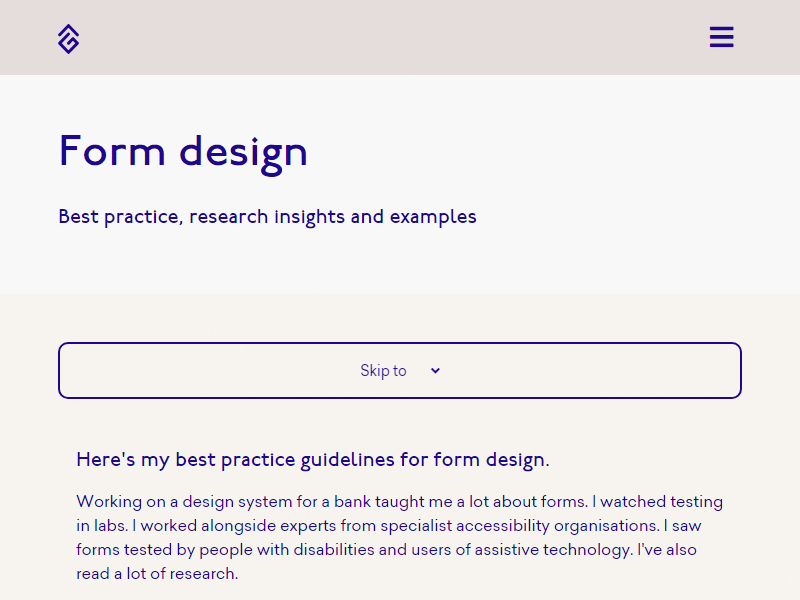 Form design
Best practice, research insights and examples
Skip to
Here's my best practice guidelines for form design.
Working on a design system for a bank taught me a lot about forms. I watched testing
in labs. I worked alongside experts from specialist accessibility organisations. I saw
forms tested by people with disabilities and users of assistive technology. I've also
read a lot of research.